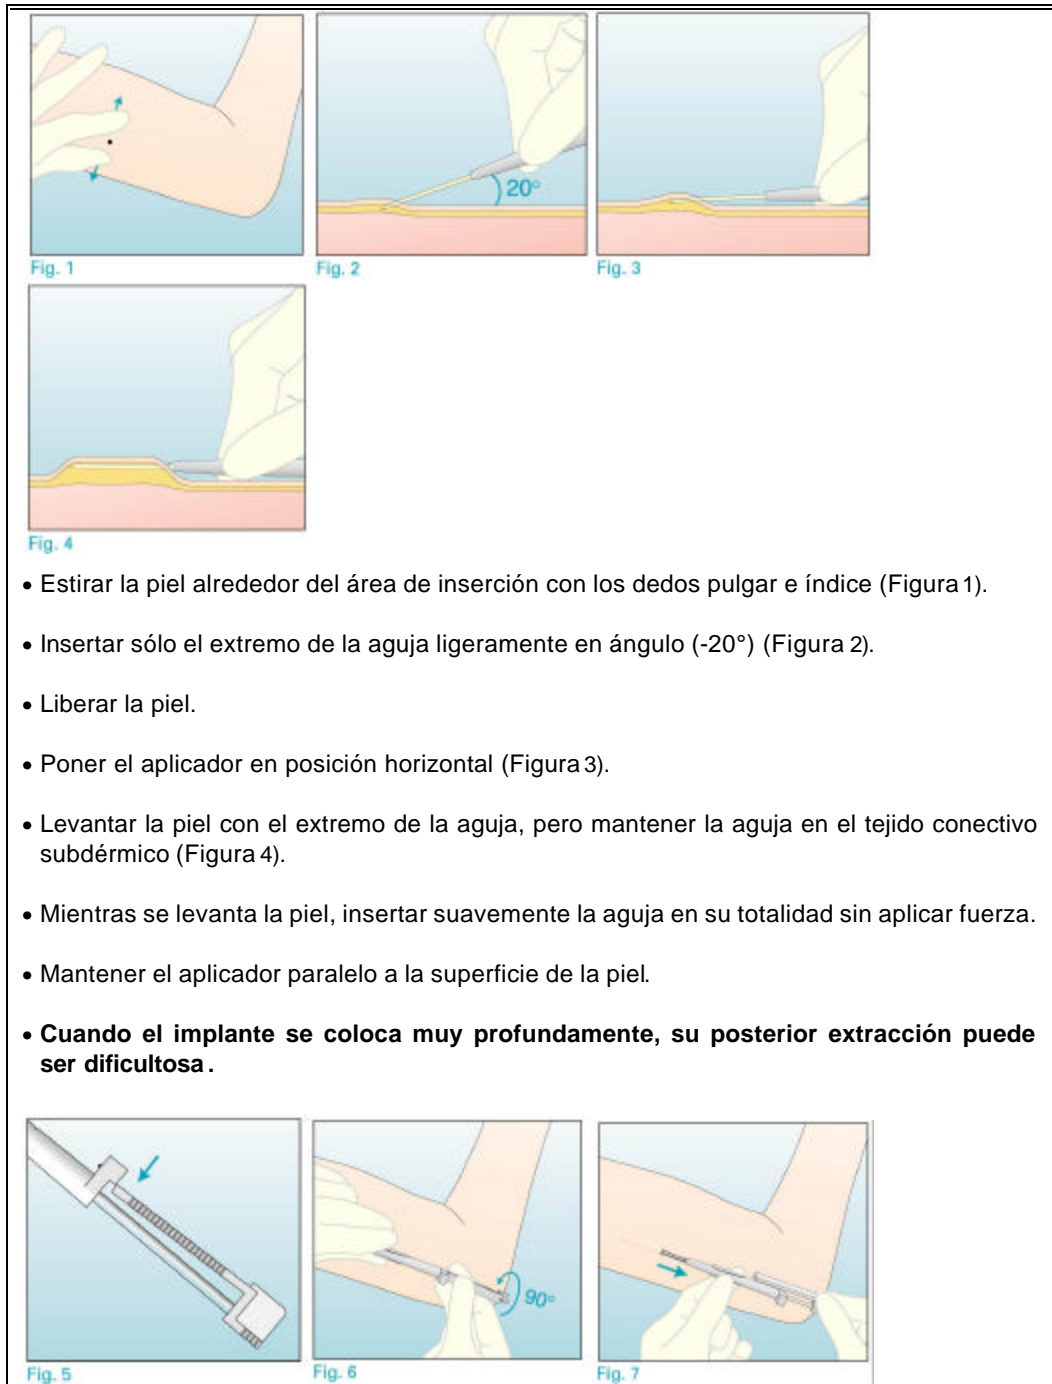 20°
Fig. 1
Fig. 2
Fig. 3
Fig. 4
• Estirar la piel alrededor del área de inserción con los dedos pulgar e índice (Figura 1).
• Insertar sólo el extremo de la aguja ligeramente en ángulo (-20°) (Figura 2).
• Liberar la piel.
• Poner el aplicador en posición horizontal (Figura 3).
• Levantar la piel con el extremo de la aguja, pero mantener la aguja en el tejido conectivo
subdérmico (Figura 4).
• Mientras se levanta la piel, insertar suavemente la aguja en su totalidad sin aplicar fuerza.
• Mantener el aplicador paralelo a la superficie de la piel.
• Cuando el implante se coloca muy profundamente, su posterior extracción puede
ser dificultosa.
90°
Fig. 5
Fig. 6
Fig. 7